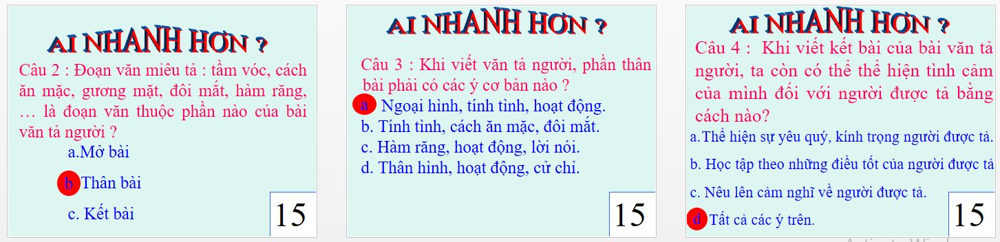 AI NHANH HƠN ?
Câu 2 : Đoạn văn miêu tả : tầm vóc, cách
ăn mặc, gương mặt, đôi mắt, hàm răng,
… là đoạn văn thuộc phần nào của bài
văn tả người ?
a.Mở bài
b Thân bài
c. Kết bài
15
AI NHANH HƠN ?
Câu 3 : Khi viết văn tả người, phần thân
bài phải có các ý cơ bản nào ?
a Ngoại hình, tính tình, hoạt động.
b. Tính tình, cách ăn mặc, đôi mắt.
c. Hàm răng, hoạt động, lời nói.
d. Thân hình, hoạt động, cử chỉ.
15
AI NHANH HƠN ?
Câu 4 : Khi viết kết bài của bài văn tả
người, ta còn có thể thể hiện tình cảm
của mình đối với người được tả bằng
cách nào?
a.Thể hiện sự yêu quý, kính trọng người được tả.
b. Học tập theo những điều tốt của người được tả
c. Nêu lên cảm nghĩ về người được tả.
d Tất cả các ý trên.
15